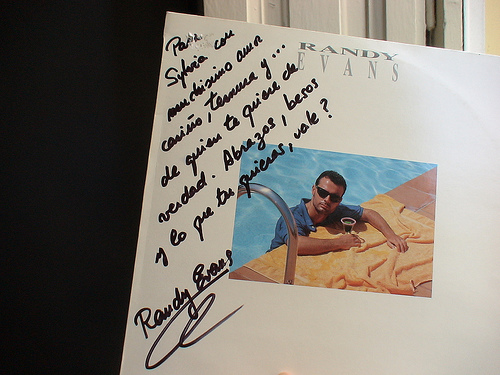 Para
Sylvia con
muchísimo amor
cariño, ternura y...
de quien te quiere de
verdad. Abrazos, besos
y lo que tu quieras, vale?
Randy Evans
RANDY
EVANS